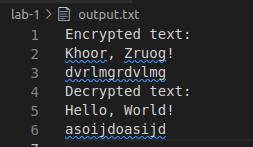 lab-1 > output.txt
1 Encrypted text:
2 Khoor, Zruog!
3 dvrlmgrdvlmg
4 Decrypted text:
5 Hello, World!
6 asoijdoasijd